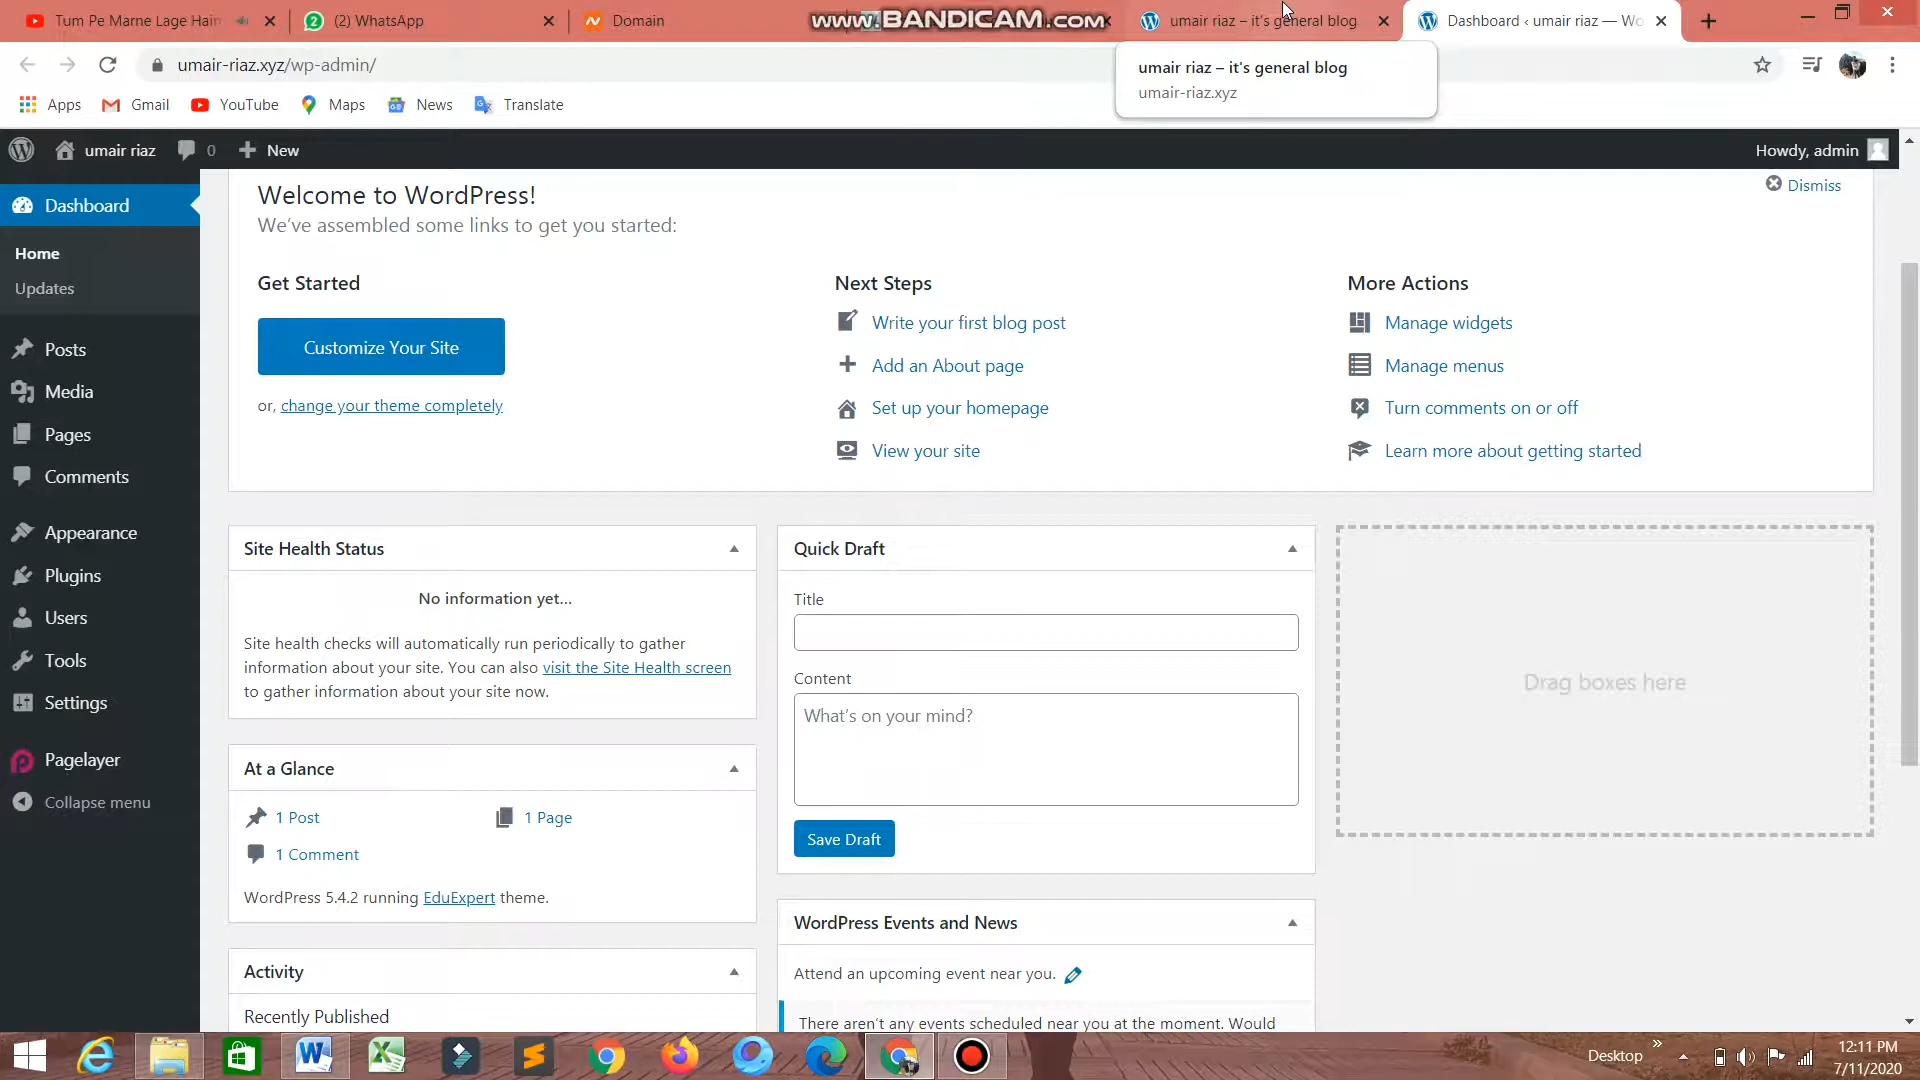 Tum Pe Marne Lage Hain
(2) WhatsApp
Domain
www.BANDICAM.com
umair riaz – it's general blog
Dashboard ‹ umair riaz — Wo
umair-riaz.xyz/wp-admin/
umair riaz – it's general blog
umair-riaz.xyz
Apps
Gmail
YouTube
Maps
News
Translate
umair riaz
0
New
Howdy, admin
Dashboard
Home
Updates
Posts
Media
Pages
Comments
Appearance
Plugins
Users
Tools
Settings
Pagelayer
Collapse menu
Welcome to WordPress!
We've assembled some links to get you started:
Dismiss
Get Started
Customize Your Site
or, change your theme completely
Next Steps
Write your first blog post
Add an About page
Set up your homepage
View your site
More Actions
Manage widgets
Manage menus
Turn comments on or off
Learn more about getting started
Site Health Status
No information yet...
Site health checks will automatically run periodically to gather
information about your site. You can also visit the Site Health screen
to gather information about your site now.
At a Glance
1 Post
1 Page
1 Comment
WordPress 5.4.2 running EduExpert theme.
Activity
Recently Published
Quick Draft
Title
Content
What's on your mind?
Save Draft
WordPress Events and News
Attend an upcoming event near you.
There aren't any events scheduled near you at the moment. Would
Drag boxes here
Desktop
12:11 PM
7/11/2020